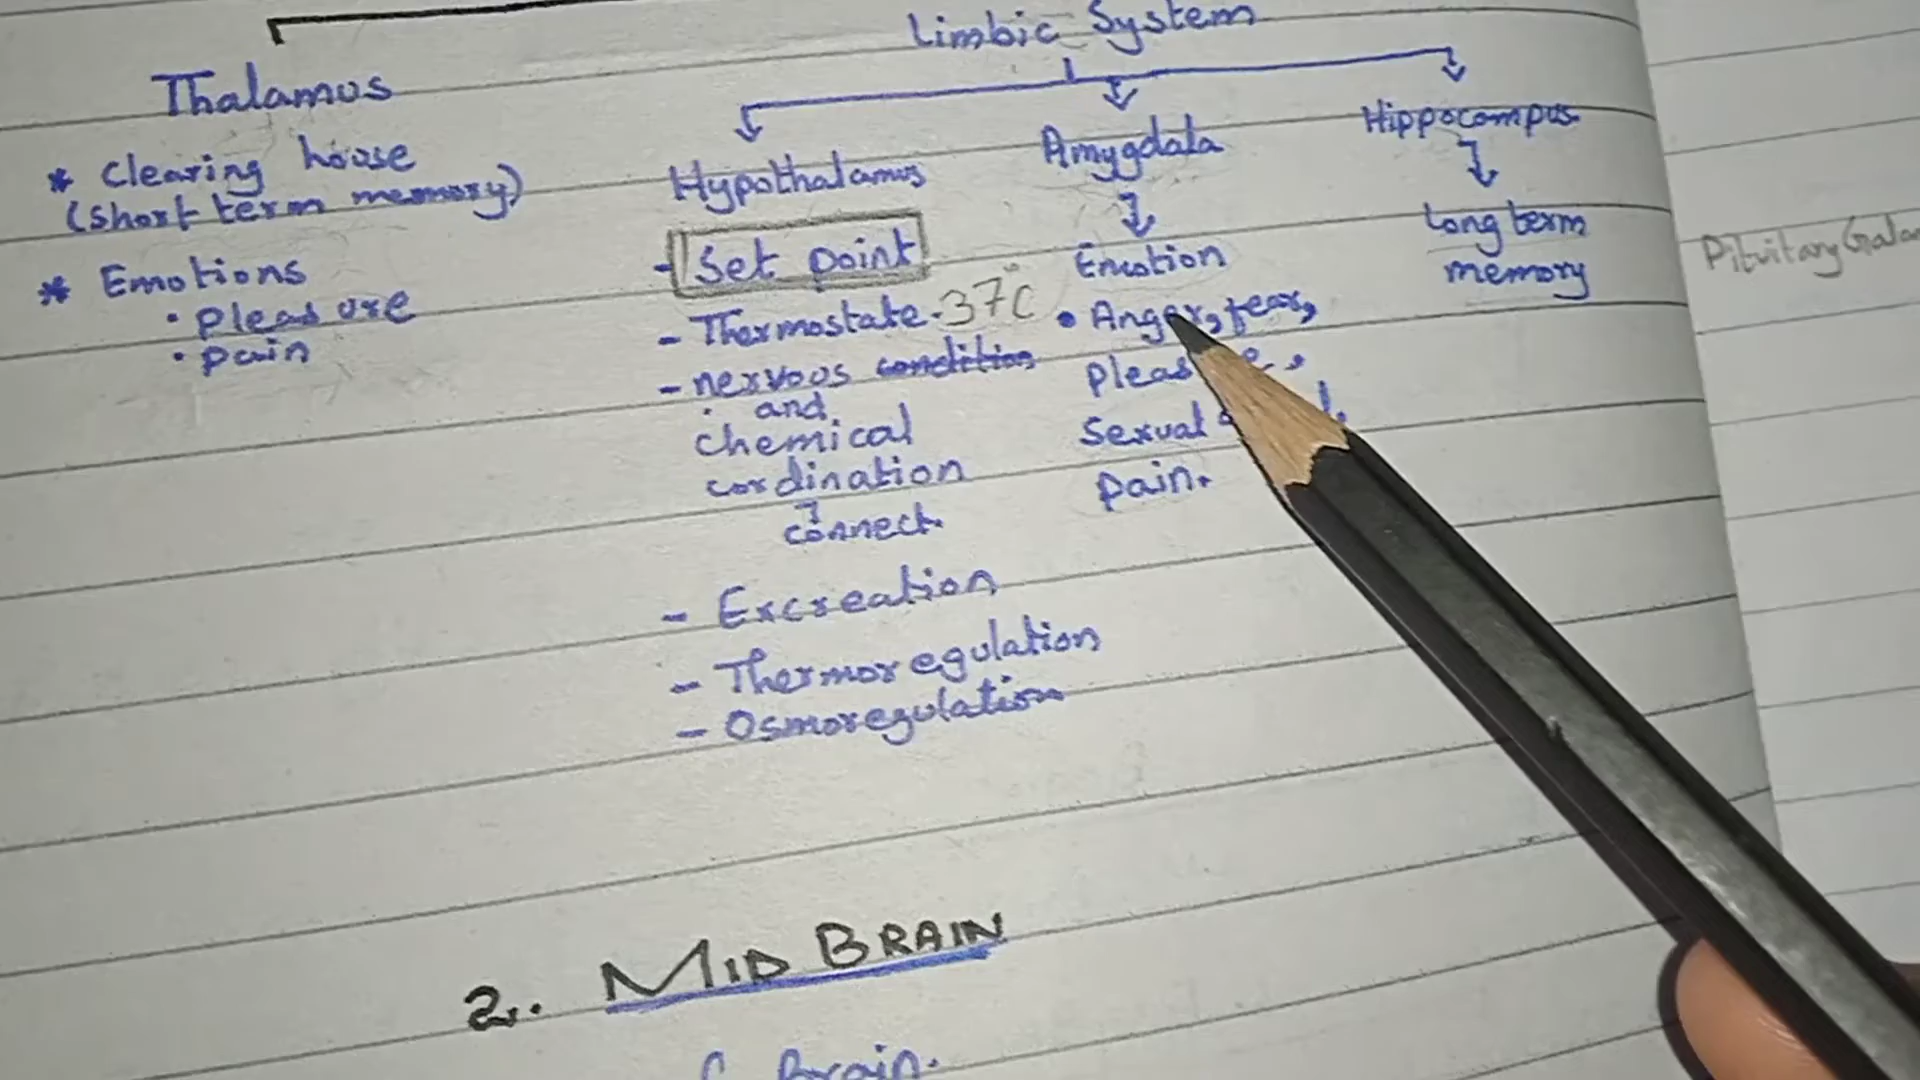 Limbic System
Thalamus
* Clearing house
(short term memory)
* Emotions
• Pleasure
• Pain
Hypothalamus
- Set point
- Thermostate - 37°C
- nervous condition
and
chemical
cordination
connect.
- Excreation
- Thermoregulation
- Osmoregulation
Amygdala
Emotion
• Anger, fear,
Pleas
Sexual
Pain.
Hippocampus
Long term
memory
Pituitary
2. MID BRAIN
Brain.